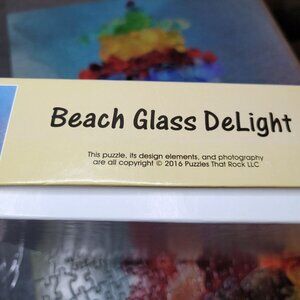 Beach Glass DeLight
This puzzle, its design elements, and photography
are all copyright © 2016 Puzzles That Rock LLC